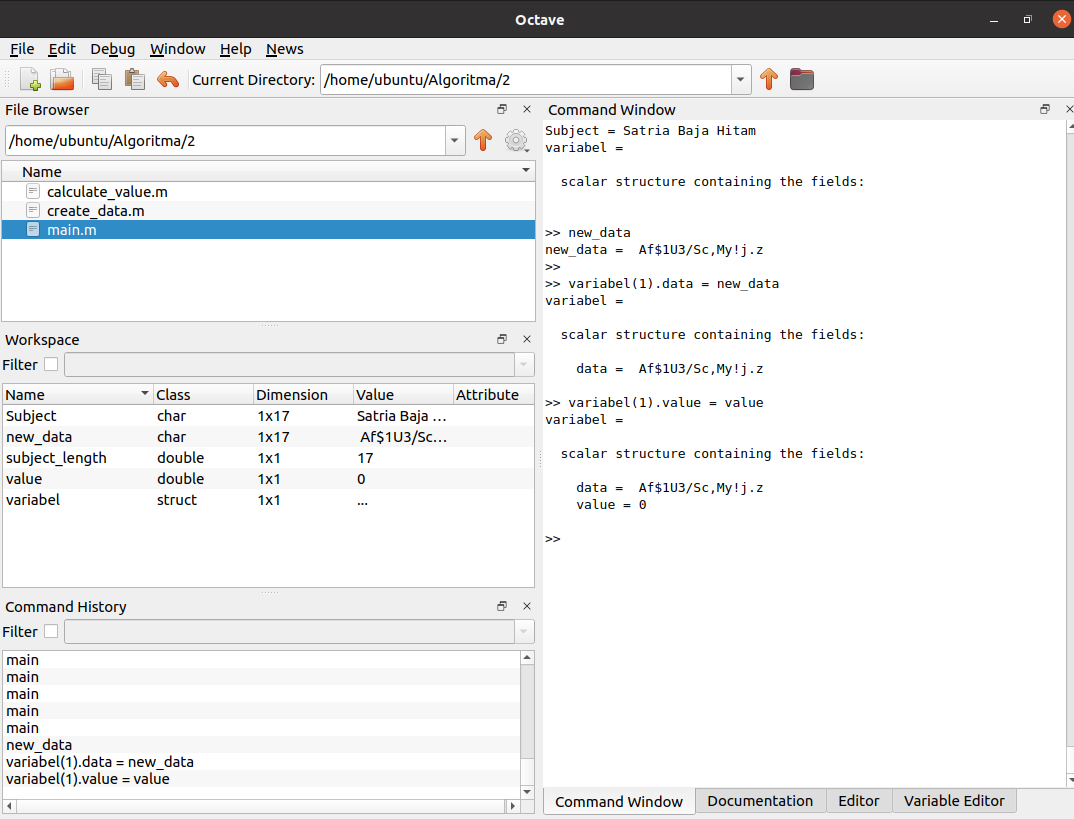 Octave
File Edit Debug Window Help News
Current Directory: /home/ubuntu/Algoritma/2
File Browser
/home/ubuntu/Algoritma/2
Name
calculate_value.m
create_data.m
main.m
Workspace
Filter
Name Class Dimension Value Attribute
Subject char 1x17 Satria Baja ...
new_data char 1x17 Af$1U3/Sc...
subject_length double 1x1 17
value double 1x1 0
variabel struct 1x1 ...
Command History
Filter
main
main
main
main
main
new_data
variabel(1).data = new_data
variabel(1).value = value
Command Window
Subject = Satria Baja Hitam
variabel =
scalar structure containing the fields:
>> new_data
new_data =  Af$1U3/Sc,My!j.z
>>
>> variabel(1).data = new_data
variabel =
scalar structure containing the fields:
data =  Af$1U3/Sc,My!j.z
>> variabel(1).value = value
variabel =
scalar structure containing the fields:
data =  Af$1U3/Sc,My!j.z
value = 0
>>
Command Window Documentation Editor Variable Editor